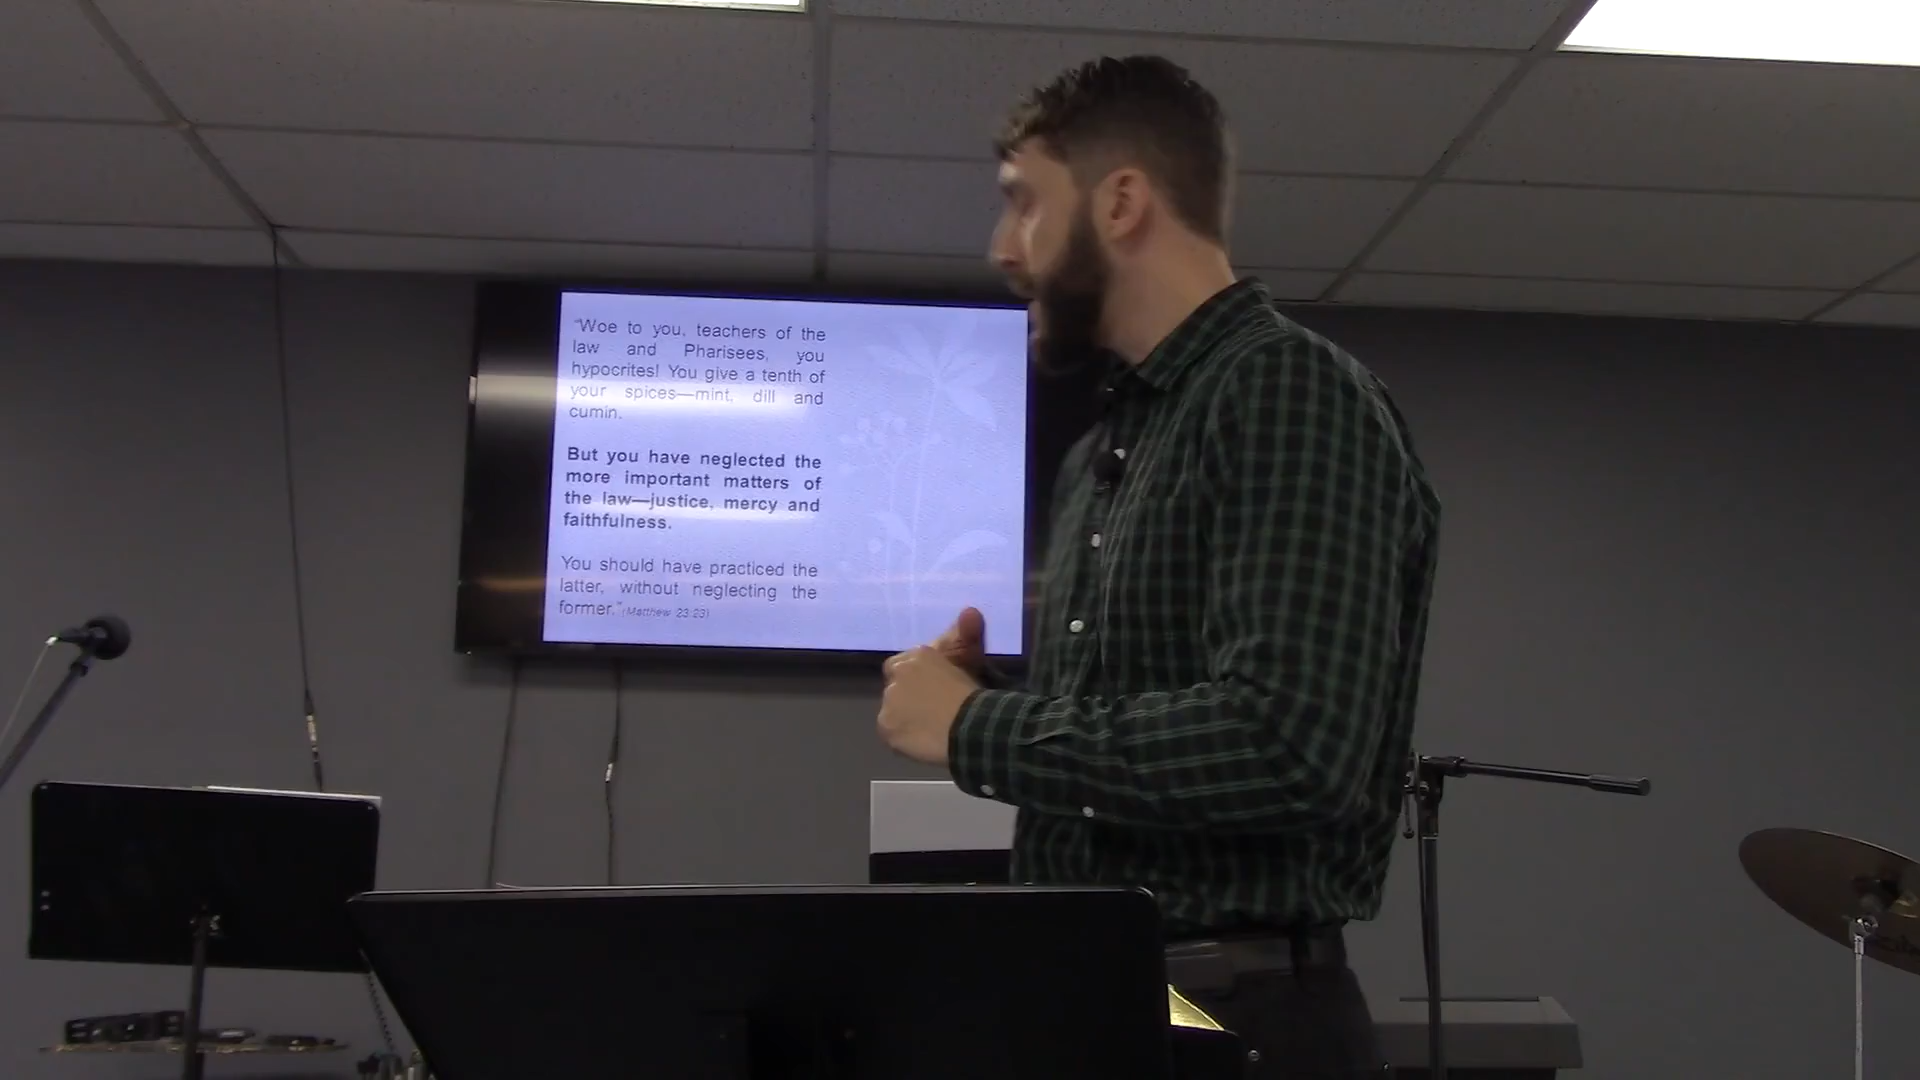 “Woe to you, teachers of the
law and Pharisees, you
hypocrites! You give a tenth of
your spices—mint, dill and
cumin.
But you have neglected the
more important matters of
the law—justice, mercy and
faithfulness.
You should have practiced the
latter, without neglecting the
former.” (Matthew 23:23)